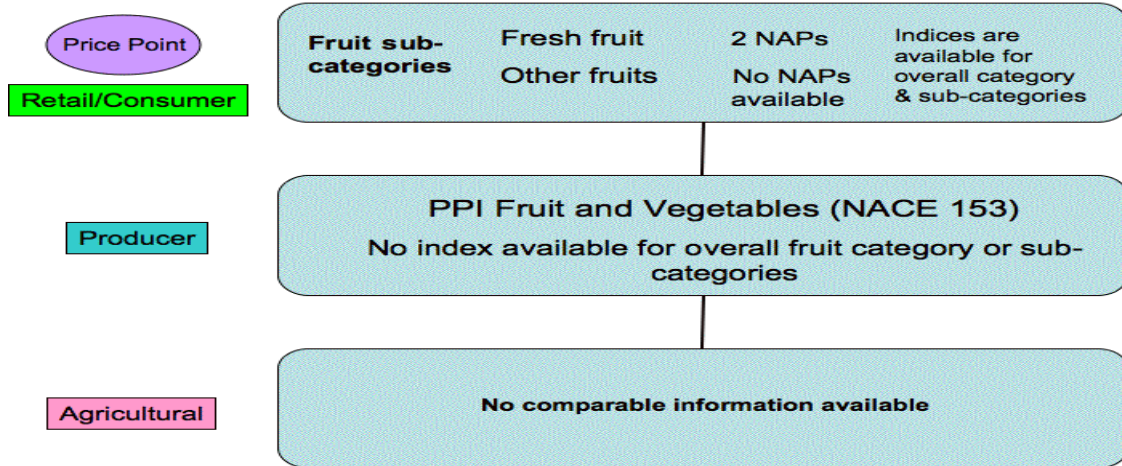 Price Point
Retail/Consumer
Fruit sub-
categories
Fresh fruit
Other fruits
2 NAPs
No NAPs
available
Indices are
available for
overall category
& sub-categories
Producer
PPI Fruit and Vegetables (NACE 153)
No index available for overall fruit category or sub-
categories
Agricultural
No comparable information available